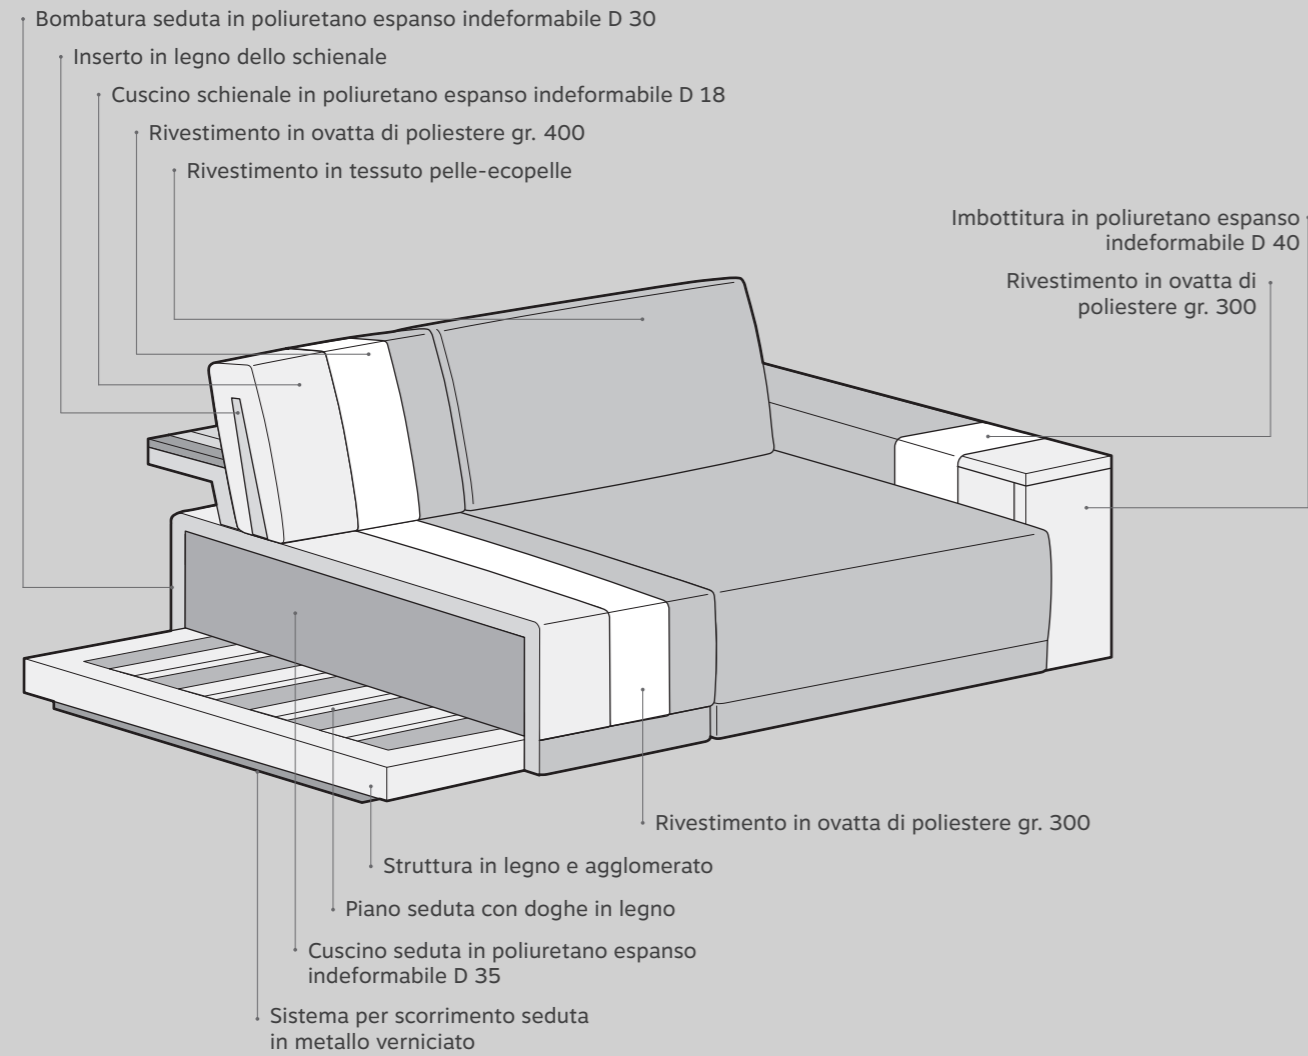 Bombatura seduta in poliuretano espanso indeformabile D 30
Inserto in legno dello schienale
Cuscino schienale in poliuretano espanso indeformabile D 18
Rivestimento in ovatta di poliestere gr. 400
Rivestimento in tessuto pelle-ecopelle
Imbottitura in poliuretano espanso
indeformabile D 40
Rivestimento in ovatta di
poliestere gr. 300
Rivestimento in ovatta di poliestere gr. 300
Struttura in legno e agglomerato
Piano seduta con doghe in legno
Cuscino seduta in poliuretano espanso
indeformabile D 35
Sistema per scorrimento seduta
in metallo verniciato